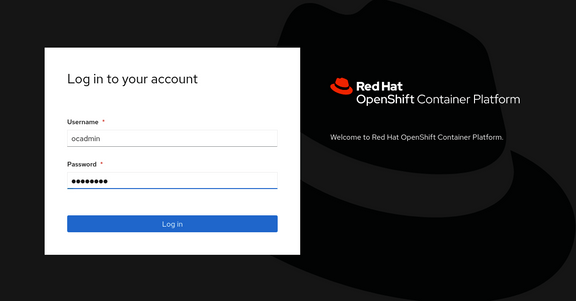 Log in to your account
Username *
ocadmin
Password *
••••••••
Log in
Red Hat
OpenShift Container Platform
Welcome to Red Hat OpenShift Container Platform.